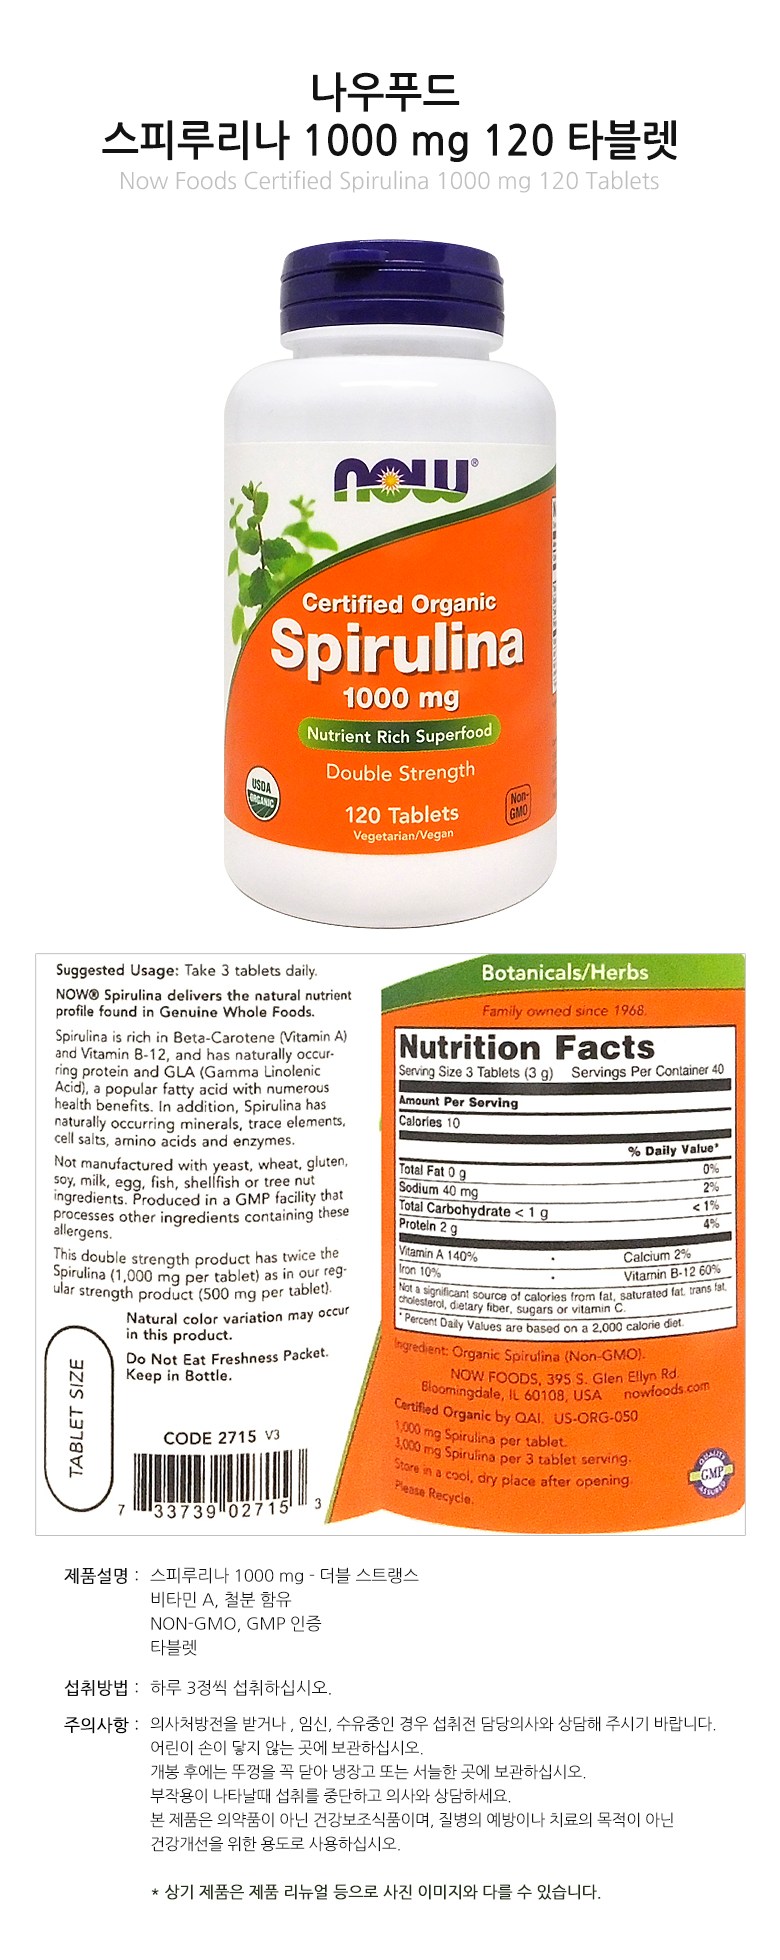 나우푸드
스피루리나 1000 mg 120 타블렛
Now Foods Certified Spirulina 1000 mg 120 Tablets
NOW®
Certified Organic
Spirulina
1000 mg
Nutrient Rich Superfood
Double Strength
USDA
ORGANIC
120 Tablets
Vegetarian/Vegan
Non-
GMO
Suggested Usage: Take 3 tablets daily.
NOW® Spirulina delivers the natural nutrient
profile found in Genuine Whole Foods.
Spirulina is rich in Beta-Carotene (Vitamin A)
and Vitamin B-12, and has naturally occur-
ring protein and GLA (Gamma Linolenic
Acid), a popular fatty acid with numerous
health benefits. In addition, Spirulina has
naturally occurring minerals, trace elements,
cell salts, amino acids and enzymes.
Not manufactured with yeast, wheat, gluten,
soy, milk, egg, fish, shellfish or tree nut
ingredients. Produced in a GMP facility that
processes other ingredients containing these
allergens.
This double strength product has twice the
Spirulina (1,000 mg per tablet) as in our reg-
ular strength product (500 mg per tablet).
Natural color variation may occur
in this product.
Do Not Eat Freshness Packet.
Keep in Bottle.
TABLET SIZE
CODE 2715 V3
7 33739 02715 3
Botanicals/Herbs
Family owned since 1968.
Nutrition Facts
Serving Size 3 Tablets (3 g) Servings Per Container 40
Amount Per Serving
Calories 10
% Daily Value*
Total Fat 0 g 0%
Sodium 40 mg 2%
Total Carbohydrate < 1 g < 1%
Protein 2 g 4%
Vitamin A 140% • Calcium 2%
Iron 10% • Vitamin B-12 60%
Not a significant source of calories from fat, saturated fat, trans fat,
cholesterol, dietary fiber, sugars or vitamin C.
* Percent Daily Values are based on a 2,000 calorie diet.
Ingredient: Organic Spirulina (Non-GMO).
NOW FOODS, 395 S. Glen Ellyn Rd.
Bloomingdale, IL 60108, USA nowfoods.com
Certified Organic by QAI. US-ORG-050
1,000 mg Spirulina per tablet.
3,000 mg Spirulina per 3 tablet serving.
Store in a cool, dry place after opening.
Please Recycle.
QUALITY
GMP
ASSURED
제품설명 : 스피루리나 1000 mg - 더블 스트랭스
비타민 A, 철분 함유
NON-GMO, GMP 인증
타블렛
섭취방법 : 하루 3정씩 섭취하십시오.
주의사항 : 의사처방전을 받거나 , 임신, 수유중인 경우 섭취전 담당의사와 상담해 주시기 바랍니다.
어린이 손이 닿지 않는 곳에 보관하십시오.
개봉 후에는 뚜껑을 꼭 닫아 냉장고 또는 서늘한 곳에 보관하십시오.
부작용이 나타날때 섭취를 중단하고 의사와 상담하세요.
본 제품은 의약품이 아닌 건강보조식품이며, 질병의 예방이나 치료의 목적이 아닌
건강개선을 위한 용도로 사용하십시오.
* 상기 제품은 제품 리뉴얼 등으로 사진 이미지와 다를 수 있습니다.